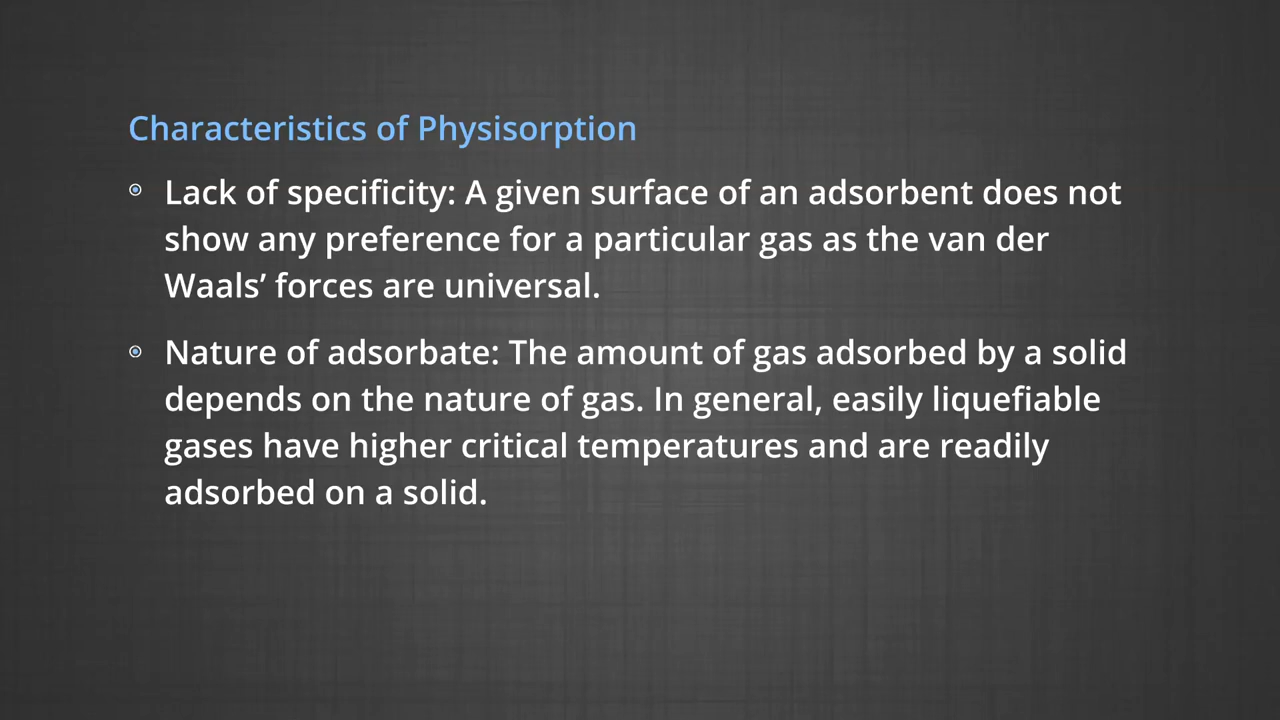 Characteristics of Physisorption
Lack of specificity: A given surface of an adsorbent does not
show any preference for a particular gas as the van der
Waals’ forces are universal.
Nature of adsorbate: The amount of gas adsorbed by a solid
depends on the nature of gas. In general, easily liquefiable
gases have higher critical temperatures and are readily
adsorbed on a solid.